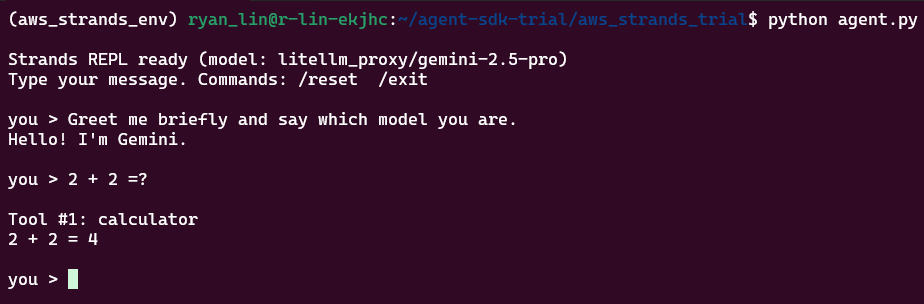 (aws_strands_env) ryan_lin@r-lin-ekjhc:~/agent-sdk-trial/aws_strands_trial$ python agent.py
Strands REPL ready (model: litellm_proxy/gemini-2.5-pro)
Type your message. Commands: /reset  /exit
you > Greet me briefly and say which model you are.
Hello! I'm Gemini.
you > 2 + 2 =?
Tool #1: calculator
2 + 2 = 4
you >